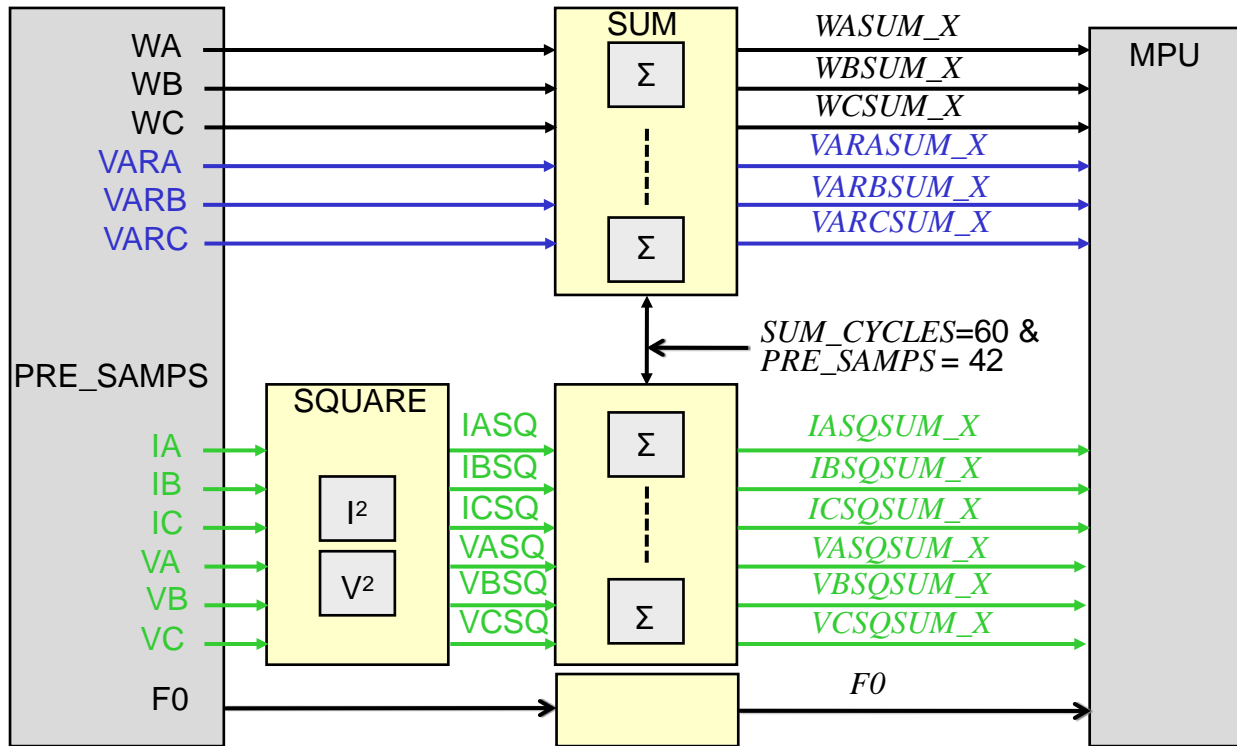 SUM
WA
WASUM_X
MPU
Σ
WB
WBSUM_X
WC
WCSUM_X
VARA
VARASUM_X
VARB
VARBSUM_X
VARC
VARCSUM_X
Σ
SUM_CYCLES=60 &
PRE_SAMPS = 42
PRE_SAMPS
SQUARE
IA
IASQ
Σ
IASQSUM_X
IB
IBSQ
IBSQSUM_X
IC
I²
ICSQ
ICSQSUM_X
VA
VASQ
VASQSUM_X
VB
V²
VBSQ
VBSQSUM_X
VC
VCSQ
Σ
VCSQSUM_X
F0
F0